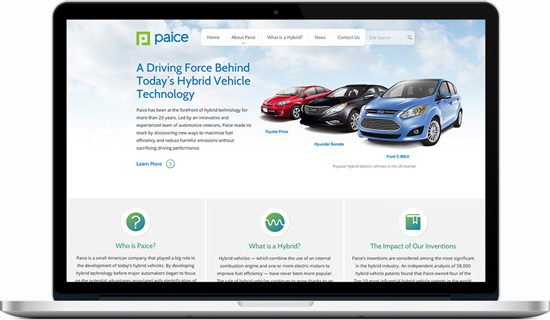 paice
Home
About Paice
What is a Hybrid?
News
Contact Us
Site Search
A Driving Force Behind
Today's Hybrid Vehicle
Technology
Paice has been at the forefront of hybrid technology for
more than 20 years. Led by an innovative and
experienced team of automotive veterans, Paice made its
mark by discovering new ways to maximize fuel
efficiency and reduce harmful emissions without
sacrificing driving performance.
Learn More
Toyota Prius
Hyundai Sonata
Ford C-MAX
Popular hybrid electric vehicles in the US market
Who is Paice?
Paice is a small American company that played a big role in
the development of today's hybrid vehicles. By developing
hybrid technology before major automakers began to focus
on the potential advantages associated with electrification of
What is a Hybrid?
Hybrid vehicles — which combine the use of an internal
combustion engine and one or more electric motors to
improve fuel efficiency — have never been more popular.
The sale of hybrid vehicles continues to grow thanks to an
The Impact of Our Inventions
Paice's inventions are considered among the most significant
in the hybrid industry. An independent analysis of 58,000
hybrid vehicle patents found that Paice owned four of the
Top 10 most influential hybrid vehicle patents in the world.